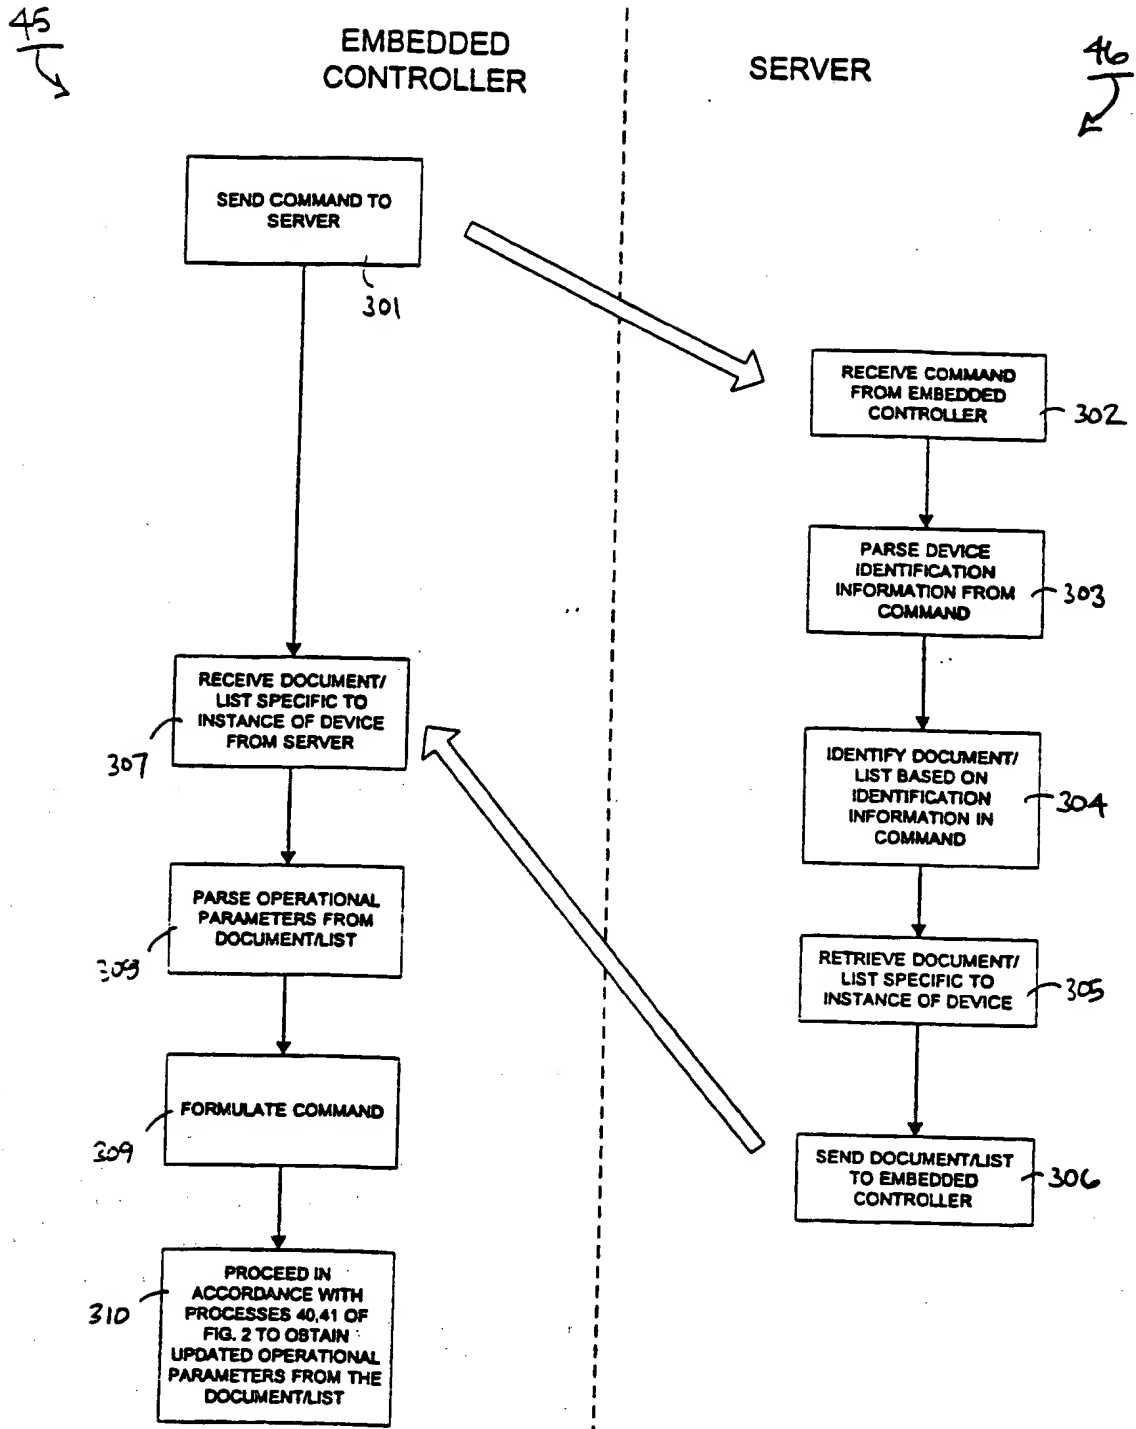 45
EMBEDDED
CONTROLLER
SERVER
46
SEND COMMAND TO
SERVER
301
RECEIVE COMMAND
FROM EMBEDDED
CONTROLLER
302
PARSE DEVICE
IDENTIFICATION
INFORMATION FROM
COMMAND
303
RECEIVE DOCUMENT/
LIST SPECIFIC TO
INSTANCE OF DEVICE
FROM SERVER
307
IDENTIFY DOCUMENT/
LIST BASED ON
IDENTIFICATION
INFORMATION IN
COMMAND
304
PARSE OPERATIONAL
PARAMETERS FROM
DOCUMENT/LIST
308
RETRIEVE DOCUMENT/
LIST SPECIFIC TO
INSTANCE OF DEVICE
305
FORMULATE COMMAND
309
SEND DOCUMENT/LIST
TO EMBEDDED
CONTROLLER
306
PROCEED IN
ACCORDANCE WITH
PROCESSES 40,41 OF
FIG. 2 TO OBTAIN
UPDATED OPERATIONAL
PARAMETERS FROM THE
DOCUMENT/LIST
310